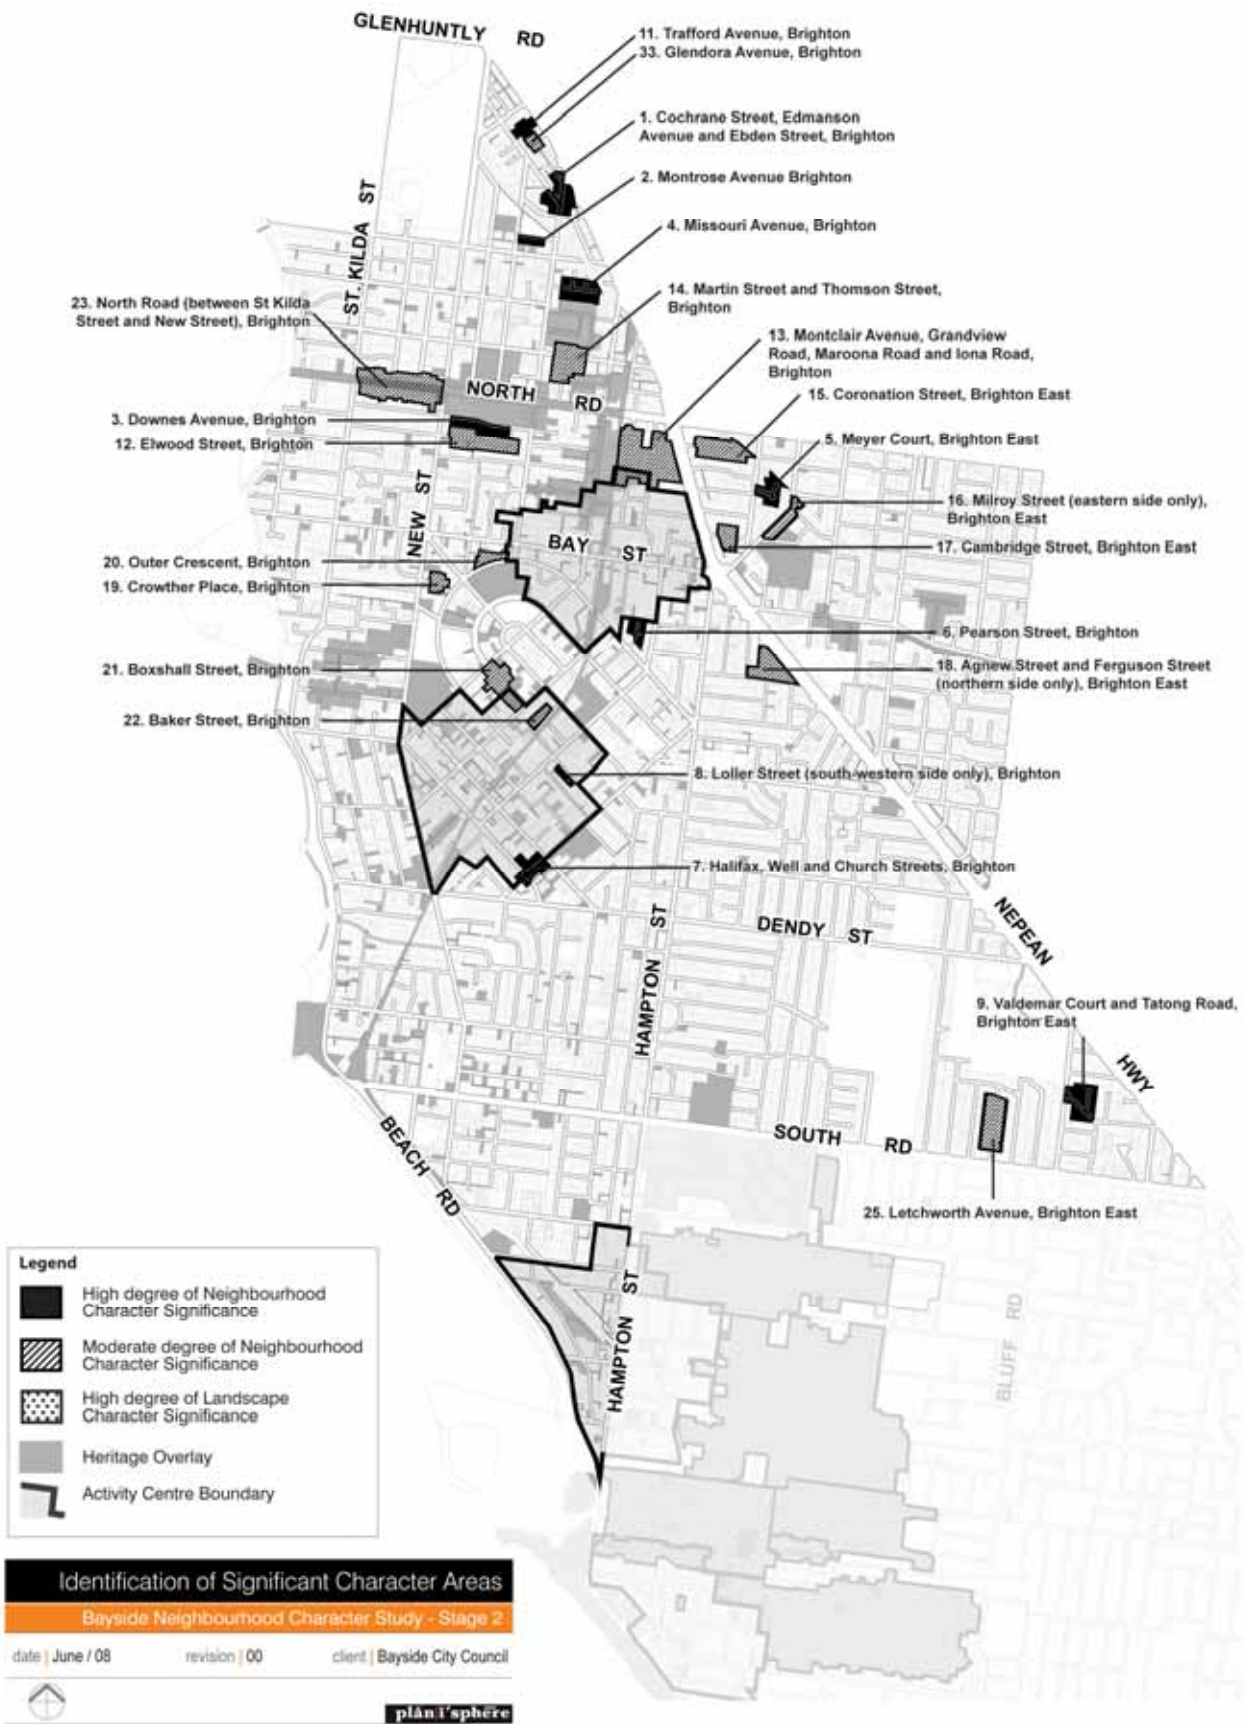 GLENHUNTLY RD
11. Trafford Avenue, Brighton
33. Glendora Avenue, Brighton
1. Cochrane Street, Edmanson
Avenue and Ebden Street, Brighton
2. Montrose Avenue Brighton
ST. KILDA ST
4. Missouri Avenue, Brighton
23. North Road (between St Kilda
Street and New Street), Brighton
14. Martin Street and Thomson Street,
Brighton
13. Montclair Avenue, Grandview
Road, Maroona Road and Iona Road,
Brighton
NORTH RD
15. Coronation Street, Brighton East
3. Downes Avenue, Brighton
12. Elwood Street, Brighton
5. Meyer Court, Brighton East
NEW ST
16. Milroy Street (eastern side only),
Brighton East
BAY ST
17. Cambridge Street, Brighton East
20. Outer Crescent, Brighton
19. Crowther Place, Brighton
6. Pearson Street, Brighton
21. Boxshall Street, Brighton
18. Agnew Street and Ferguson Street
(northern side only), Brighton East
22. Baker Street, Brighton
8. Loller Street (south-western side only), Brighton
7. Halifax, Well and Church Streets, Brighton
DENDY ST
NEPEAN HWY
HAMPTON ST
9. Valdemar Court and Tatong Road,
Brighton East
SOUTH RD
BEACH RD
25. Letchworth Avenue, Brighton East
HAMPTON ST
BLUFF RD
Legend
High degree of Neighbourhood
Character Significance
Moderate degree of Neighbourhood
Character Significance
High degree of Landscape
Character Significance
Heritage Overlay
Activity Centre Boundary
Identification of Significant Character Areas
Bayside Neighbourhood Character Study - Stage 2
date | June / 08 revision | 00 client | Bayside City Council
plan i'sphere